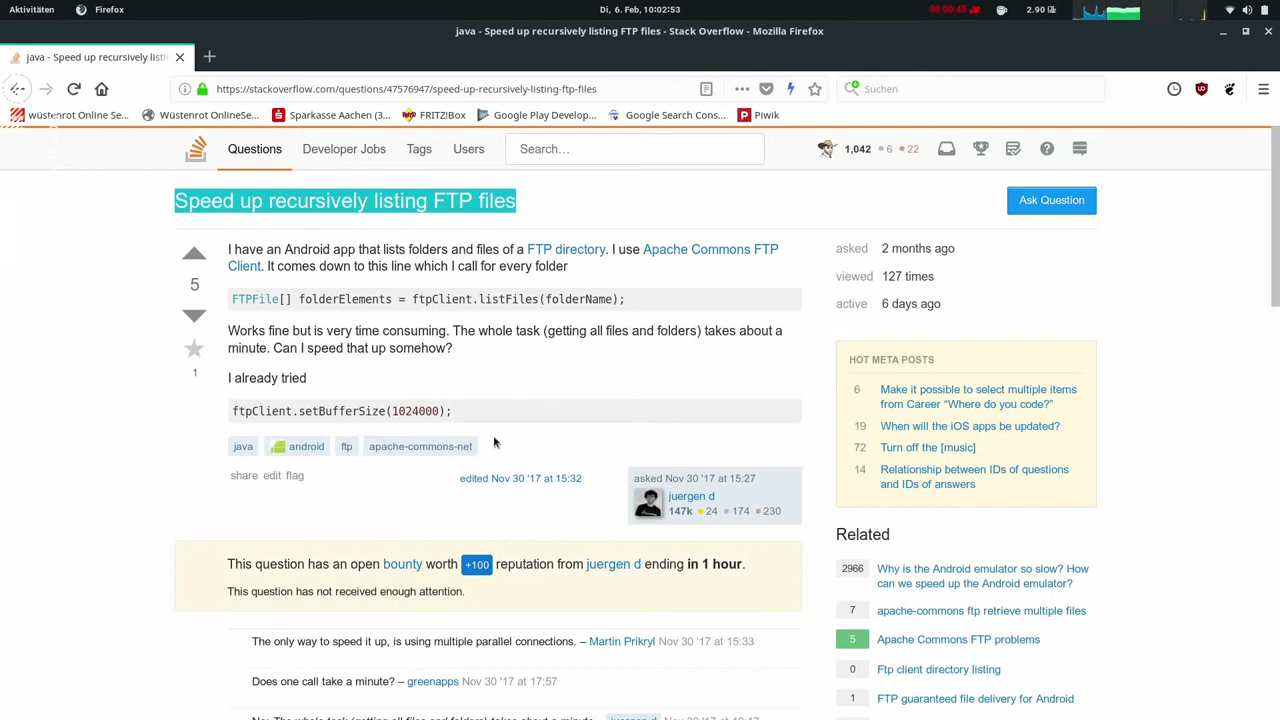 Aktivitäten
Firefox
Di, 6. Feb, 10:02:53
00:00:45
2.90 GHz
java - Speed up recursively listing FTP files - Stack Overflow - Mozilla Firefox
java - Speed up recursively listi
https://stackoverflow.com/questions/47576947/speed-up-recursively-listing-ftp-files
Suchen
wüstenrot Online Se...
Wüstenrot OnlineSe...
Sparkasse Aachen (3...
FRITZ!Box
Google Play Develop...
Google Search Cons...
Piwik
Questions
Developer Jobs
Tags
Users
Search…
1,042 6 22
Speed up recursively listing FTP files
Ask Question
I have an Android app that lists folders and files of a FTP directory. I use Apache Commons FTP
Client. It comes down to this line which I call for every folder
5
FTPFile[] folderElements = ftpClient.listFiles(folderName);
Works fine but is very time consuming. The whole task (getting all files and folders) takes about a
minute. Can I speed that up somehow?
1
I already tried
ftpClient.setBufferSize(1024000);
java android ftp apache-commons-net
share edit flag
edited Nov 30 '17 at 15:32
asked Nov 30 '17 at 15:27
juergen d
147k 24 174 230
This question has an open bounty worth +100 reputation from juergen d ending in 1 hour.
This question has not received enough attention.
The only way to speed it up, is using multiple parallel connections. – Martin Prikryl Nov 30 '17 at 15:33
Does one call take a minute? – greenapps Nov 30 '17 at 17:57
asked 2 months ago
viewed 127 times
active 6 days ago
HOT META POSTS
6 Make it possible to select multiple items
from Career “Where do you code?”
19 When will the iOS apps be updated?
72 Turn off the [music]
14 Relationship between IDs of questions
and IDs of answers
Related
2966 Why is the Android emulator so slow? How
can we speed up the Android emulator?
7 apache-commons ftp retrieve multiple files
5 Apache Commons FTP problems
0 Ftp client directory listing
1 FTP guaranteed file delivery for Android